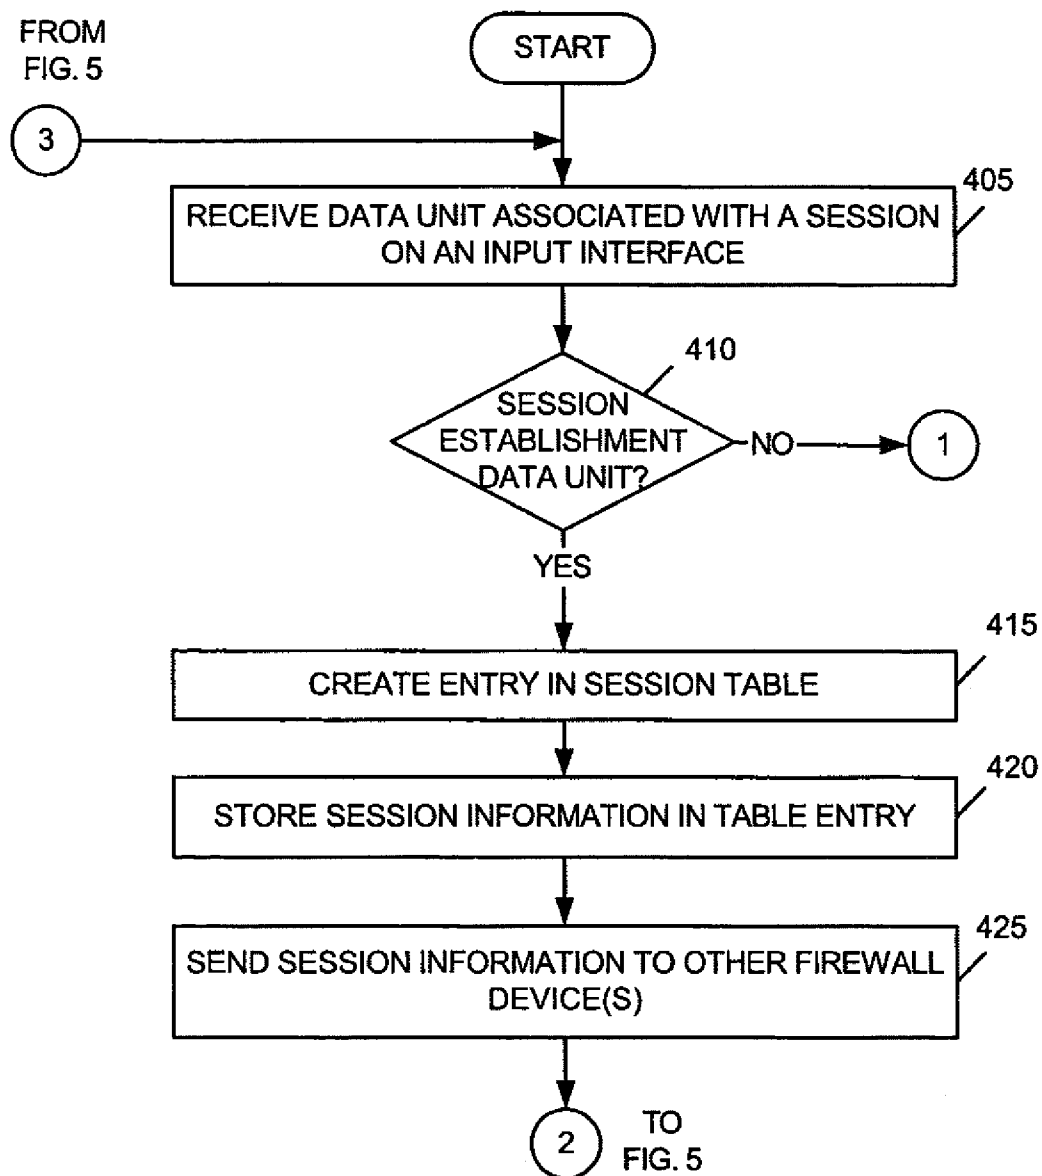 FROM
FIG. 5
START
3
405
RECEIVE DATA UNIT ASSOCIATED WITH A SESSION
ON AN INPUT INTERFACE
410
SESSION
ESTABLISHMENT
DATA UNIT?
NO
1
YES
415
CREATE ENTRY IN SESSION TABLE
420
STORE SESSION INFORMATION IN TABLE ENTRY
425
SEND SESSION INFORMATION TO OTHER FIREWALL
DEVICE(S)
2
TO
FIG. 5